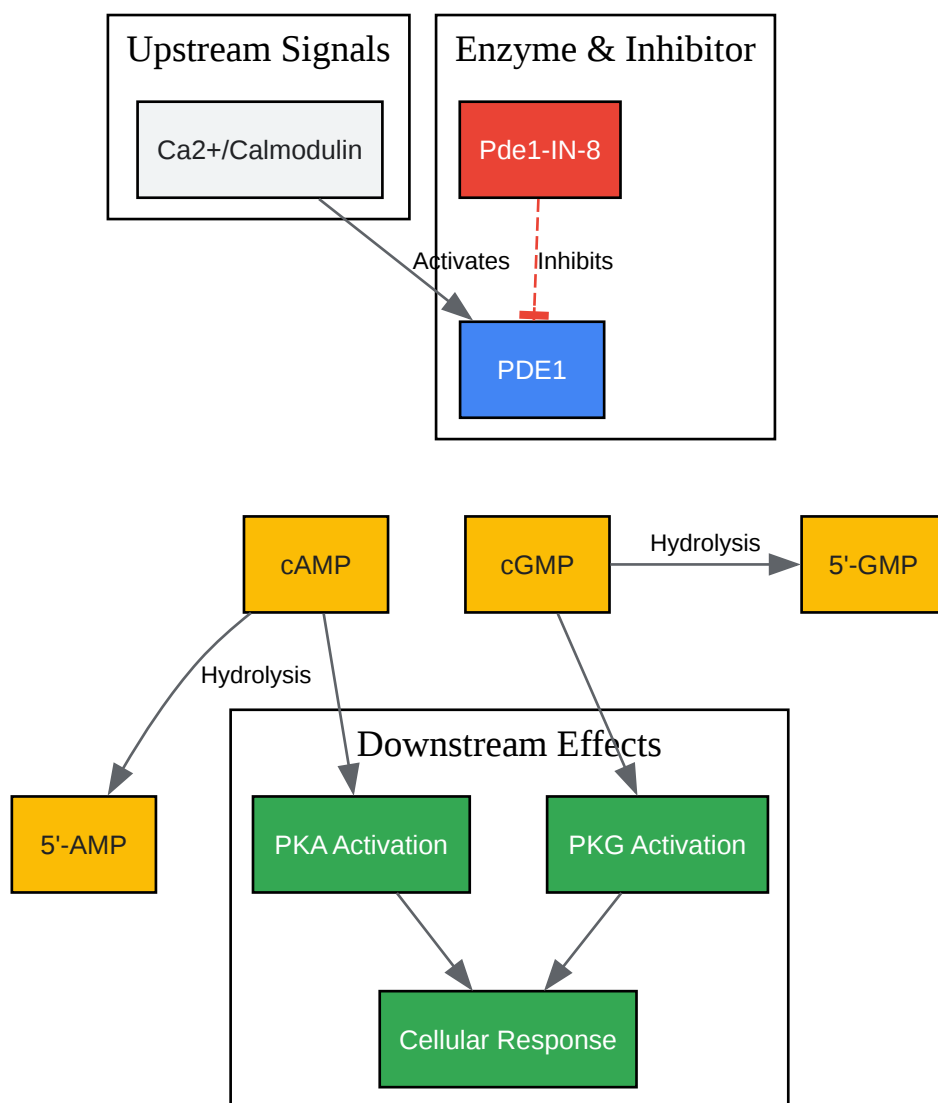 Upstream Signals
Enzyme & Inhibitor
Ca2+/Calmodulin
Pde1-IN-8
Activates
Inhibits
PDE1
cAMP
cGMP
Hydrolysis
5'-GMP
Hydrolysis
Downstream Effects
5'-AMP
PKA Activation
PKG Activation
Cellular Response